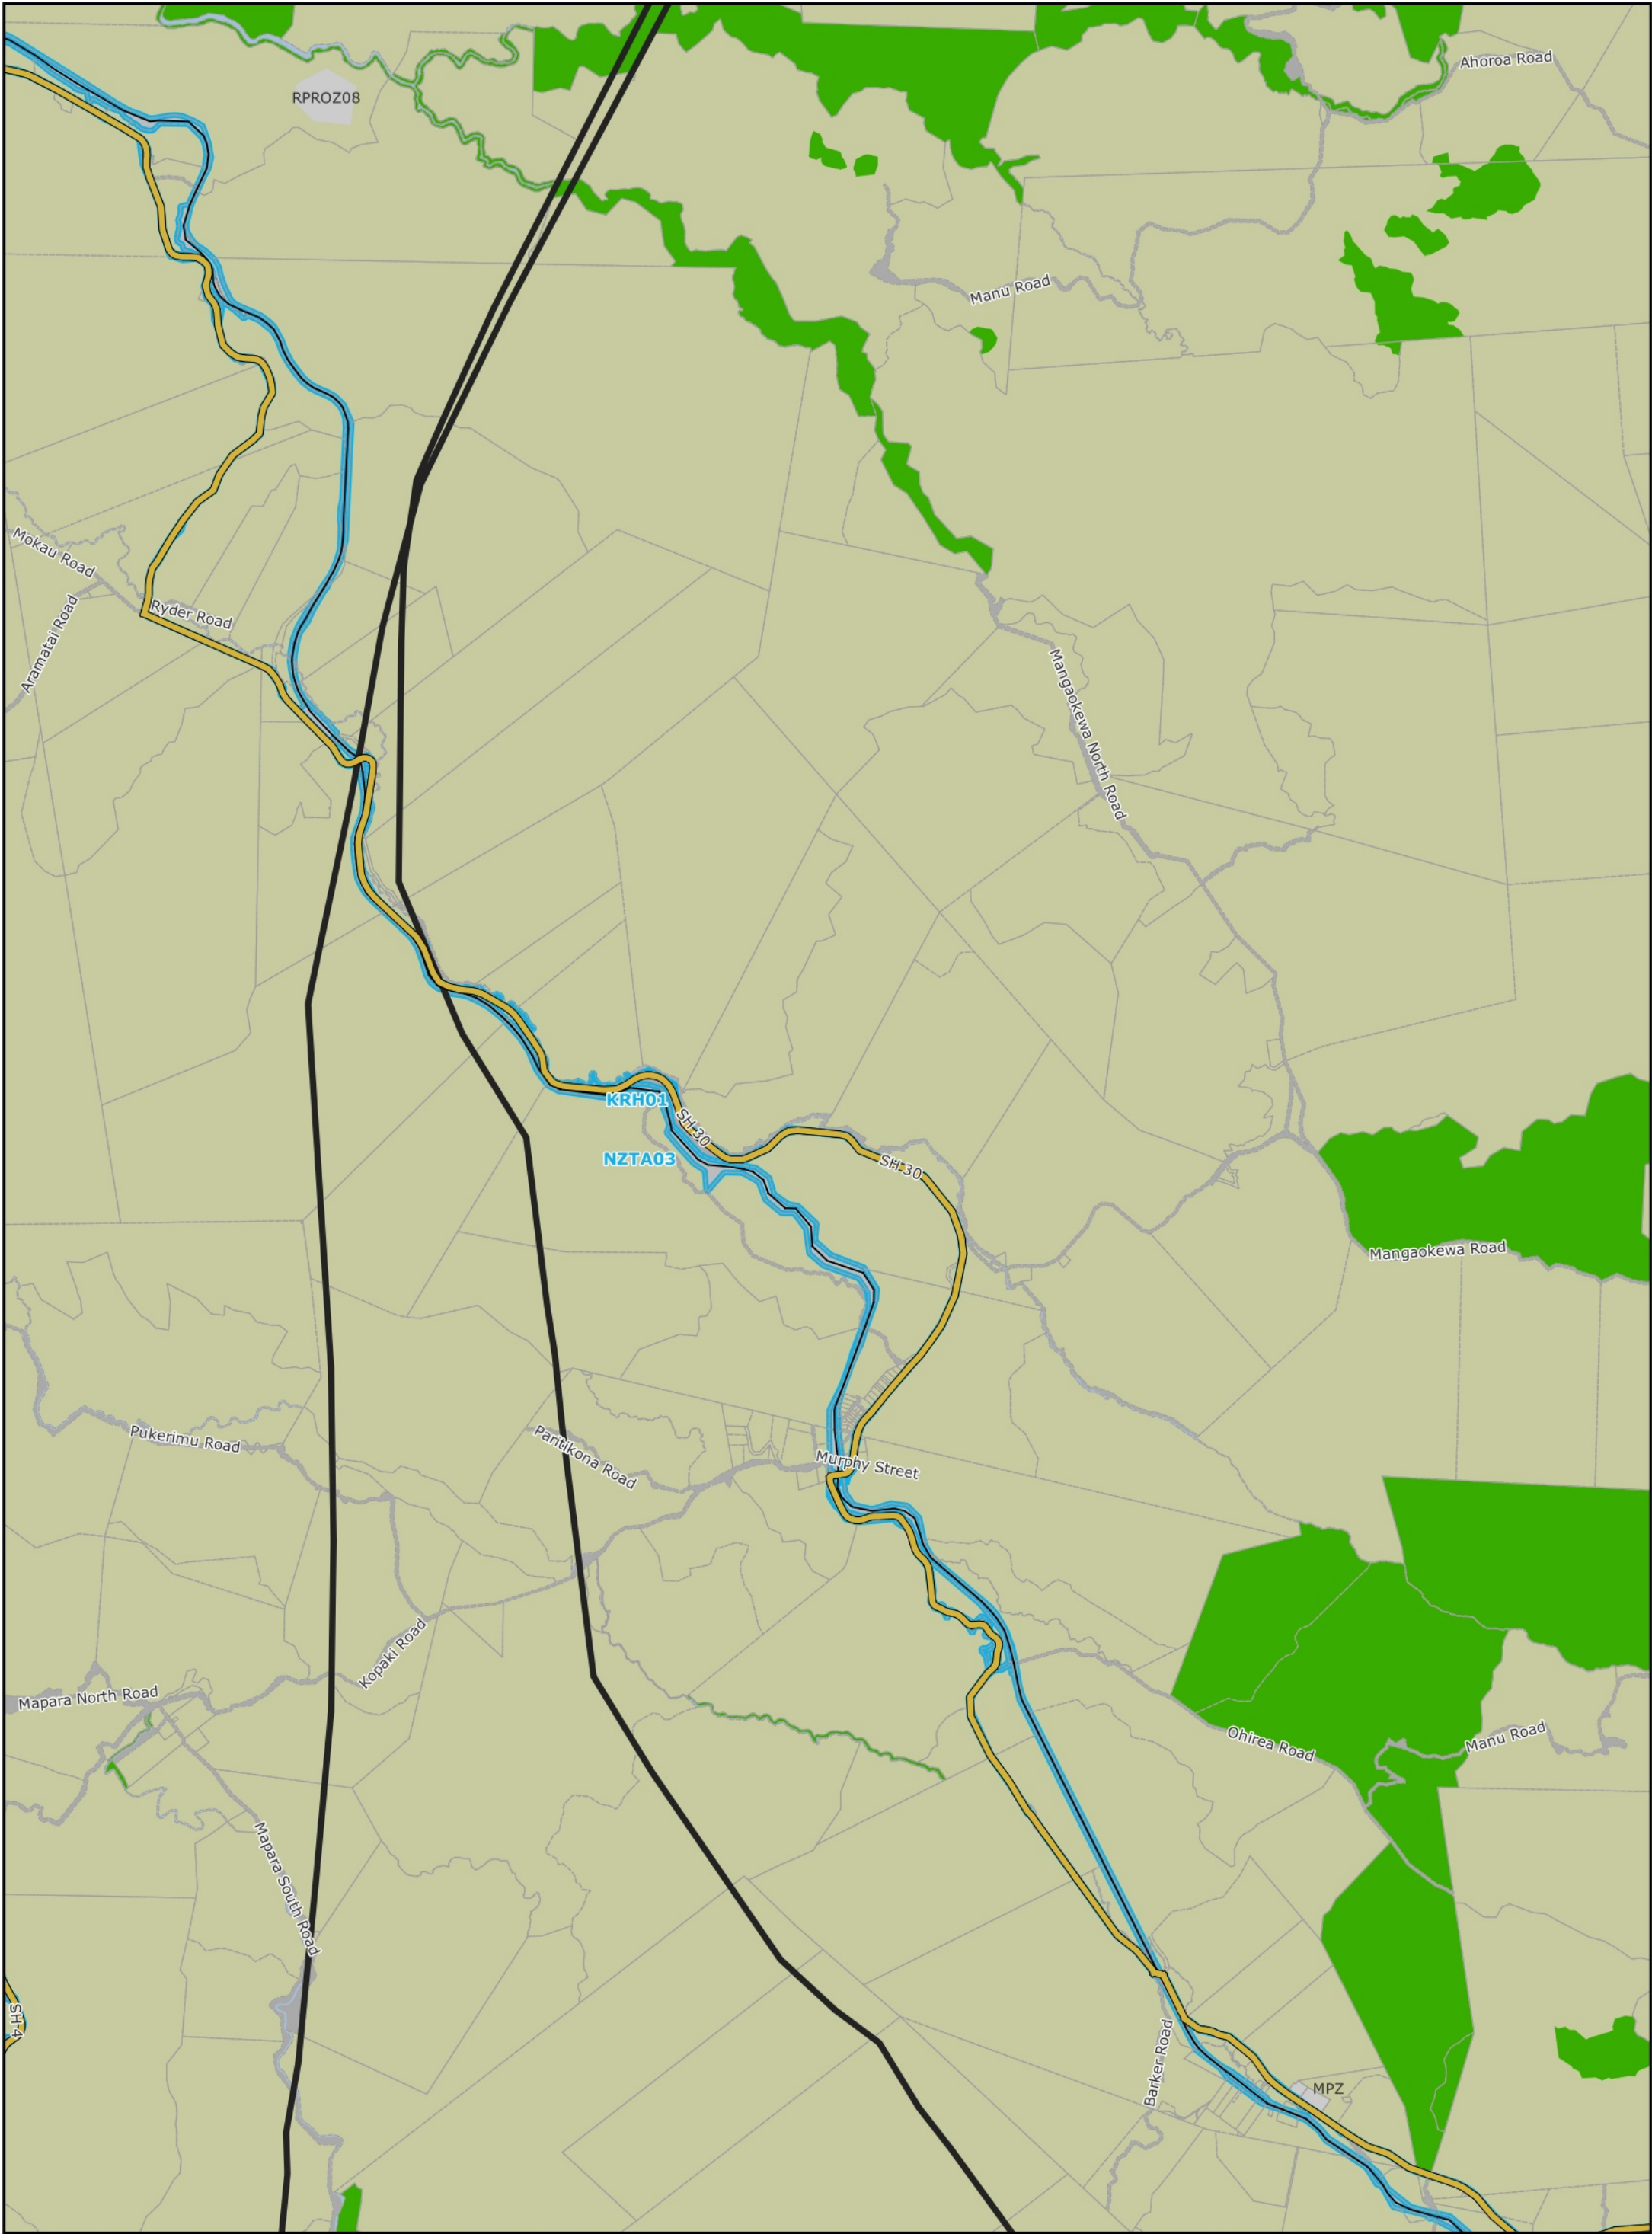 Ahoroa Road
RPROZ08
Manu Road
Mokau Road
Ryder Road
Aramatai Road
Mangaokewa North Road
KRH01
SH 30
NZTA03
SH 30
Mangaokewa Road
Pukerimu Road
Paritikona Road
Murphy Street
Kopaki Road
Mapara North Road
Ohirea Road
Manu Road
Mapara South Road
SH 4
Barker Road
MPZ